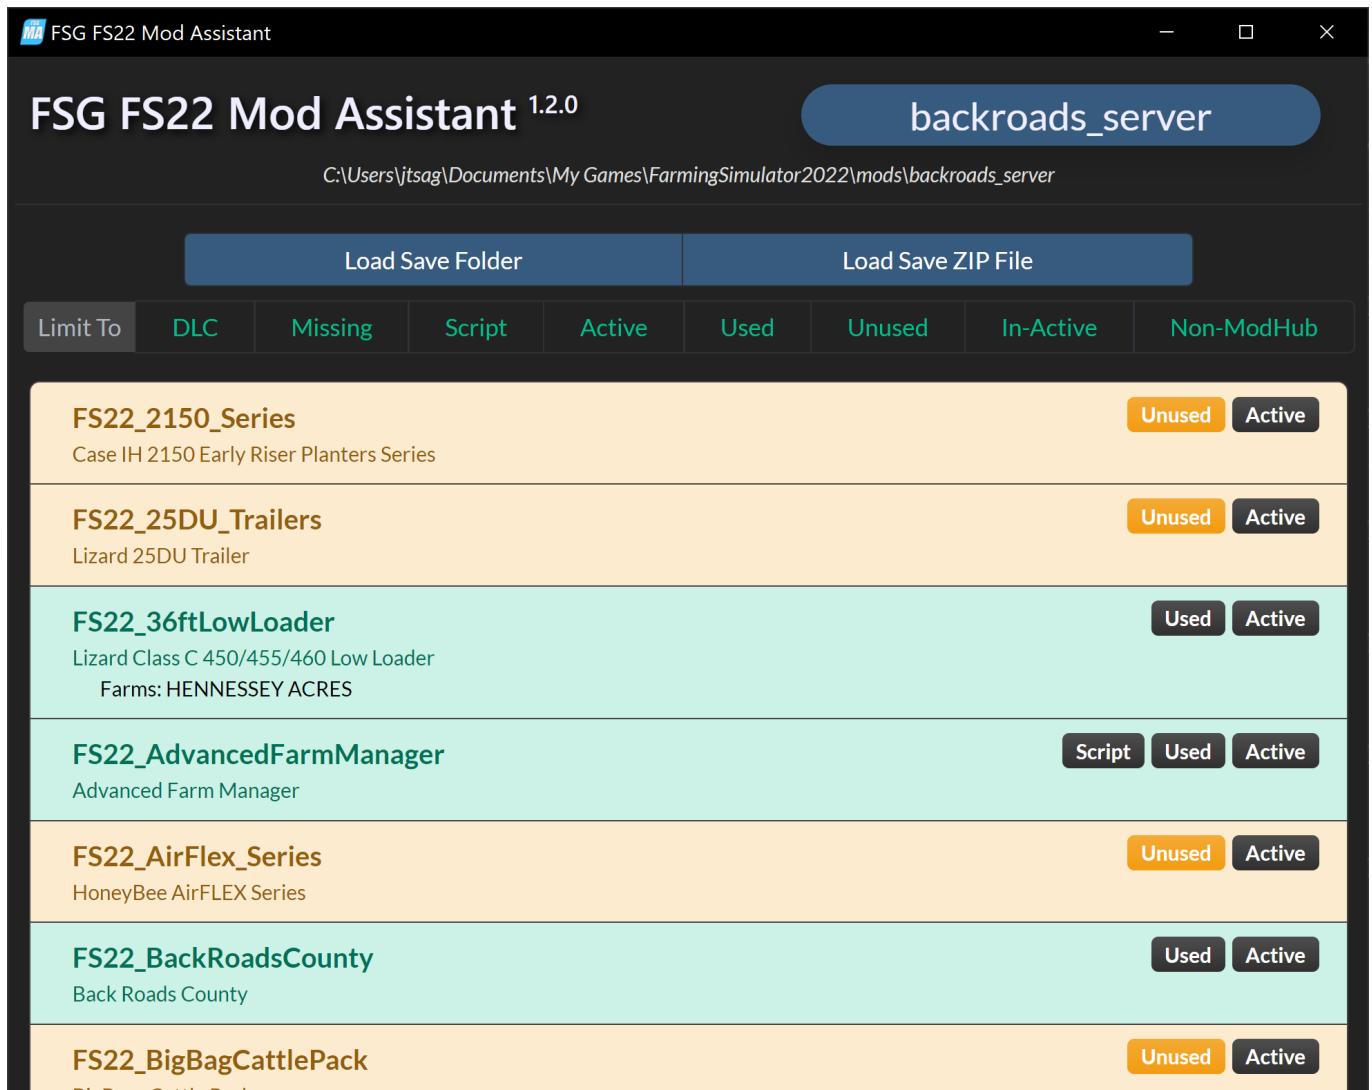 FSG FS22 Mod Assistant
FSG FS22 Mod Assistant 1.2.0
backroads_server
C:\Users\jtsag\Documents\My Games\FarmingSimulator2022\mods\backroads_server
Load Save Folder
Load Save ZIP File
Limit To DLC Missing Script Active Used Unused In-Active Non-ModHub
FS22_2150_Series Unused Active
Case IH 2150 Early Riser Planters Series
FS22_25DU_Trailers Unused Active
Lizard 25DU Trailer
FS22_36ftLowLoader Used Active
Lizard Class C 450/455/460 Low Loader
Farms: HENNESSEY ACRES
FS22_AdvancedFarmManager Script Used Active
Advanced Farm Manager
FS22_AirFlex_Series Unused Active
HoneyBee AirFLEX Series
FS22_BackRoadsCounty Used Active
Back Roads County
FS22_BigBagCattlePack Unused Active